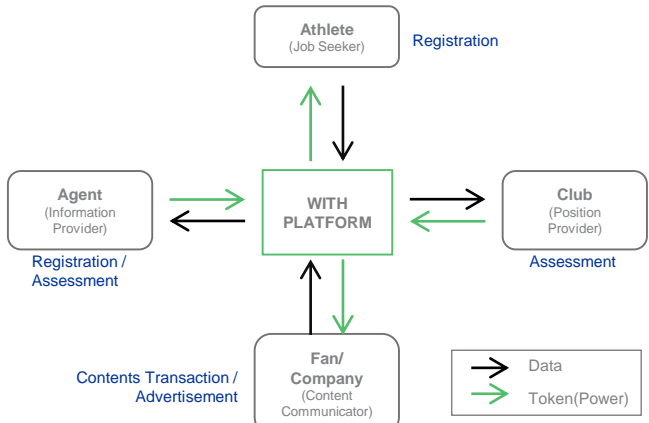 Athlete
(Job Seeker)
Registration
Agent
(Information
Provider)
Registration /
Assessment
WITH
PLATFORM
Club
(Position
Provider)
Assessment
Contents Transaction /
Advertisement
Fan/
Company
(Content
Communicator)
Data
Token(Power)